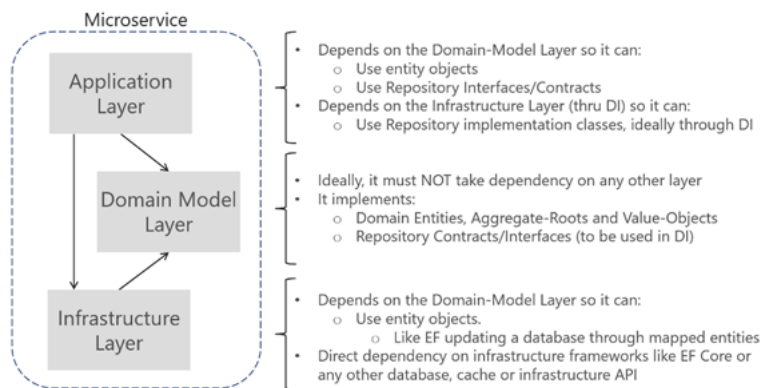 Microservice
Application
Layer
Domain Model
Layer
Infrastructure
Layer
• Depends on the Domain-Model Layer so it can:
o Use entity objects
o Use Repository Interfaces/Contracts
• Depends on the Infrastructure Layer (thru DI) so it can:
o Use Repository implementation classes, ideally through DI
• Ideally, it must NOT take dependency on any other layer
• It implements:
o Domain Entities, Aggregate-Roots and Value-Objects
o Repository Contracts/Interfaces (to be used in DI)
• Depends on the Domain-Model Layer so it can:
o Use entity objects.
o Like EF updating a database through mapped entities
• Direct dependency on infrastructure frameworks like EF Core or
any other database, cache or infrastructure API